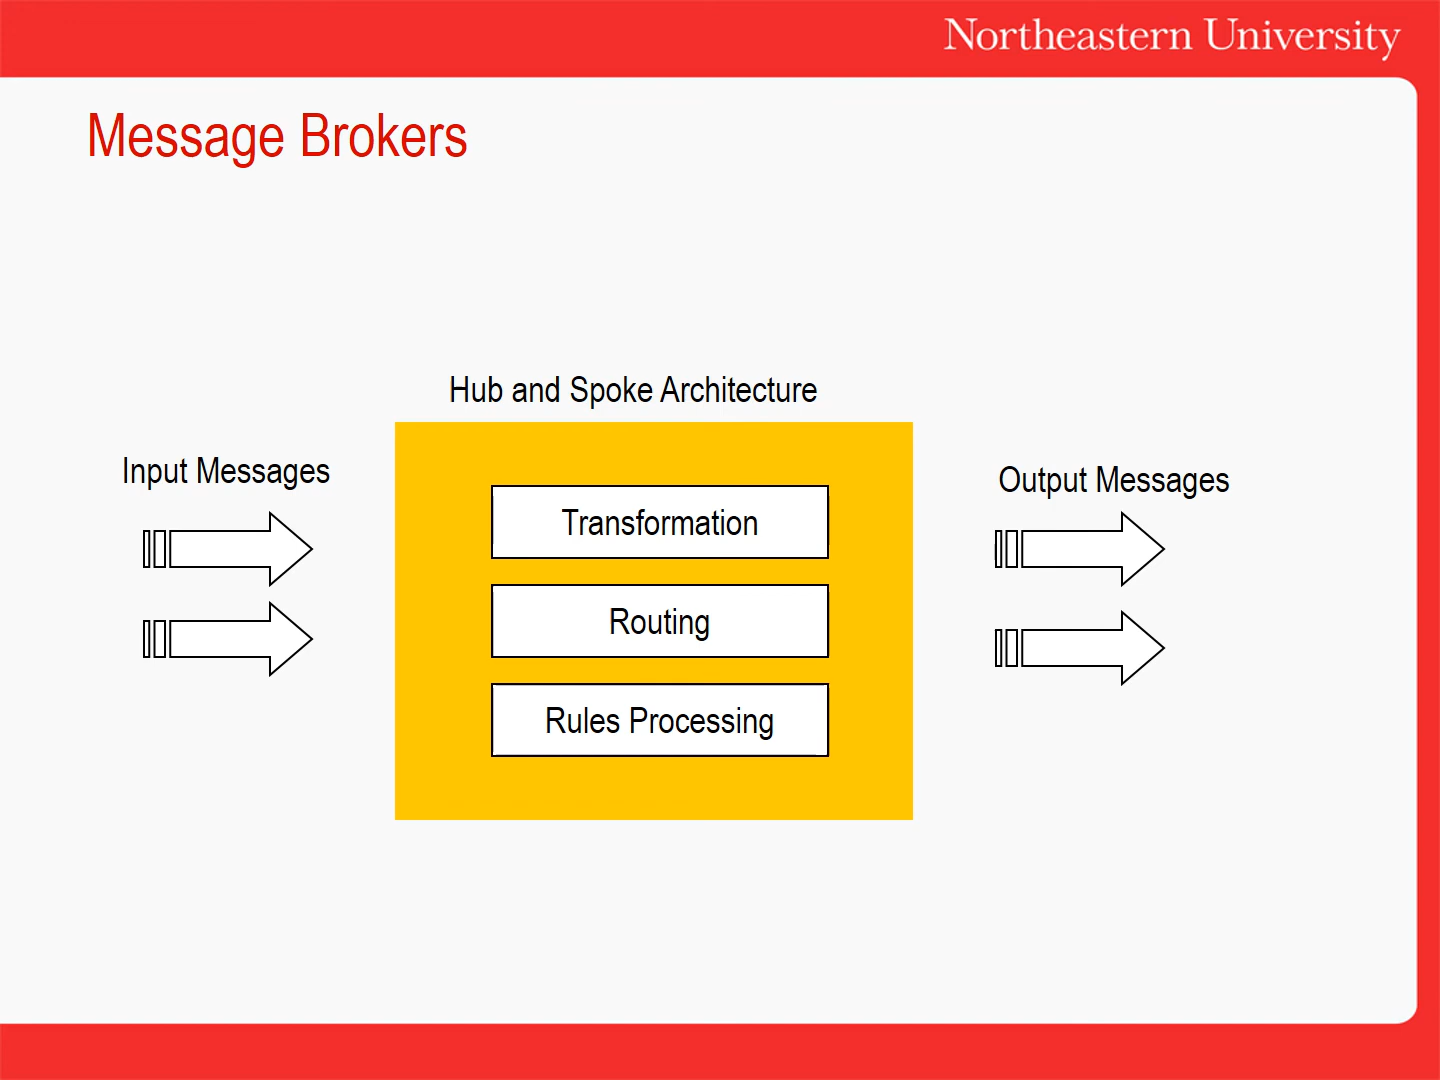 Northeastern University
Message Brokers
Hub and Spoke Architecture
Input Messages
Output Messages
Transformation
Routing
Rules Processing